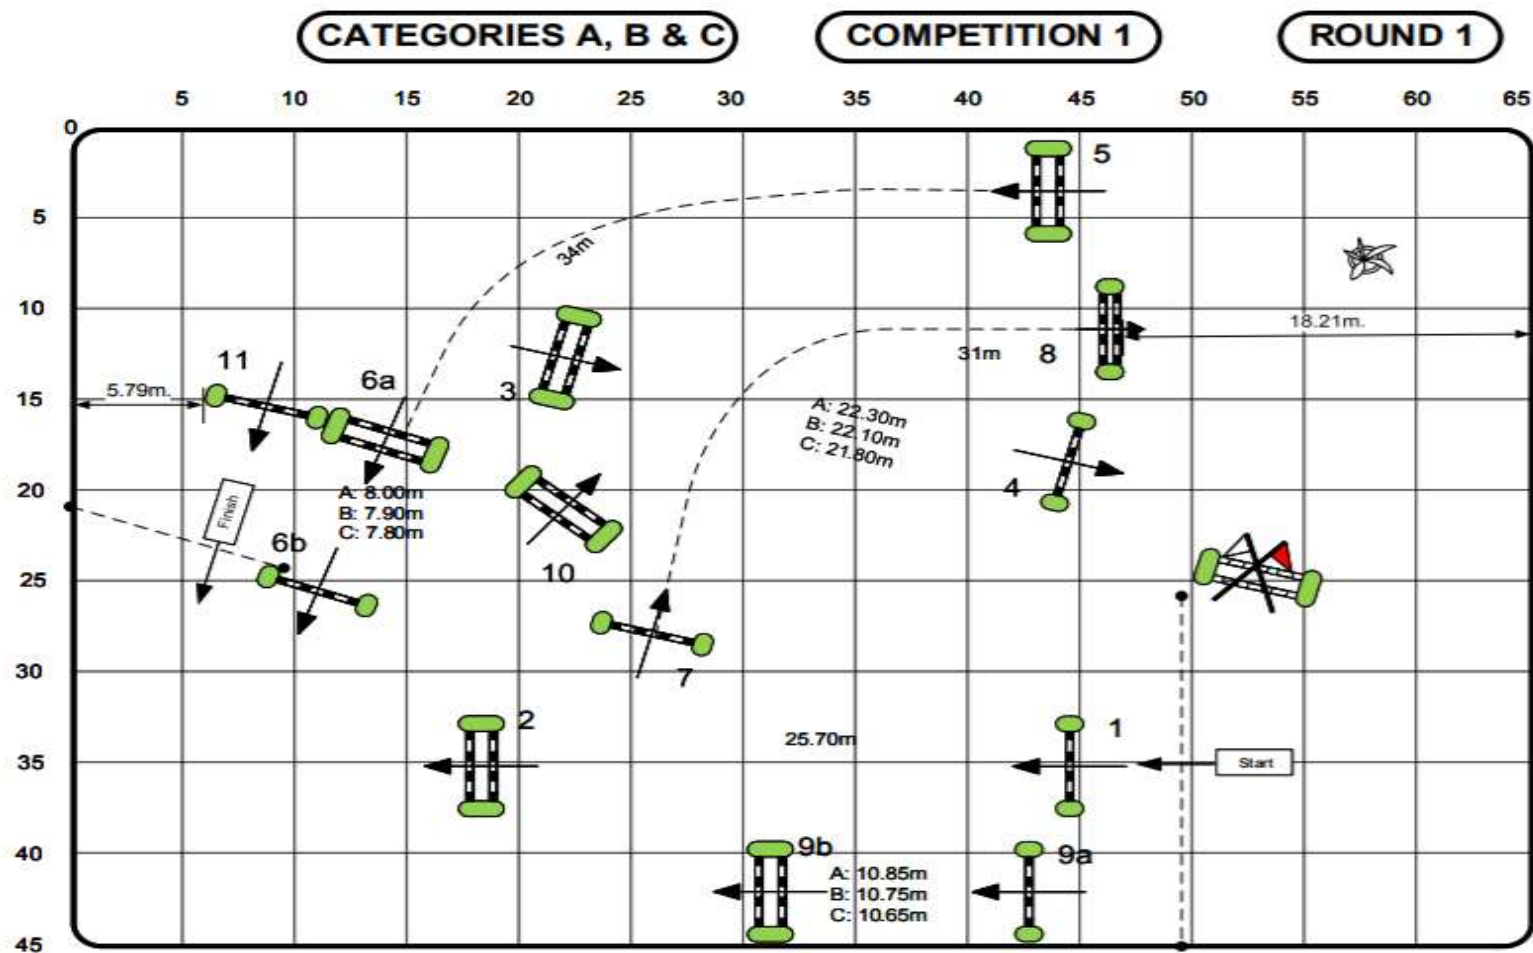 CATEGORIES A, B & C COMPETITION 1 ROUND 1
5 10 15 20 25 30 35 40 45 50 55 60 65
0
5
5
34m
10
18.21m.
31m
8
11
6a
5.79m.
3
15
A: 22.30m
B: 22.10m
C: 21.80m
4
20
A: 8.00m
B: 7.90m
C: 7.80m
Finish
6b
10
25
30
7
2
1
25.70m
35
Start
40
9b
9a
A: 10.85m
B: 10.75m
C: 10.65m
45